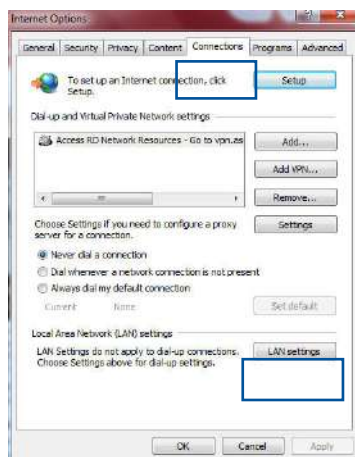 Internet Options
General Security Privacy Content Connections Programs Advanced
To set up an Internet connection, click Setup
Setup.
Dial-up and Virtual Private Network settings
Access RD Network Resources - Go to vpn.as Add...
Add VPN...
Remove...
Choose Settings if you need to configure a proxy Settings
server for a connection.
Never dial a connection
Dial whenever a network connection is not present
Always dial my default connection
Current None Set default
Local Area Network (LAN) settings
LAN Settings do not apply to dial-up connections. LAN settings
Choose Settings above for dial-up settings.
OK Cancel Apply